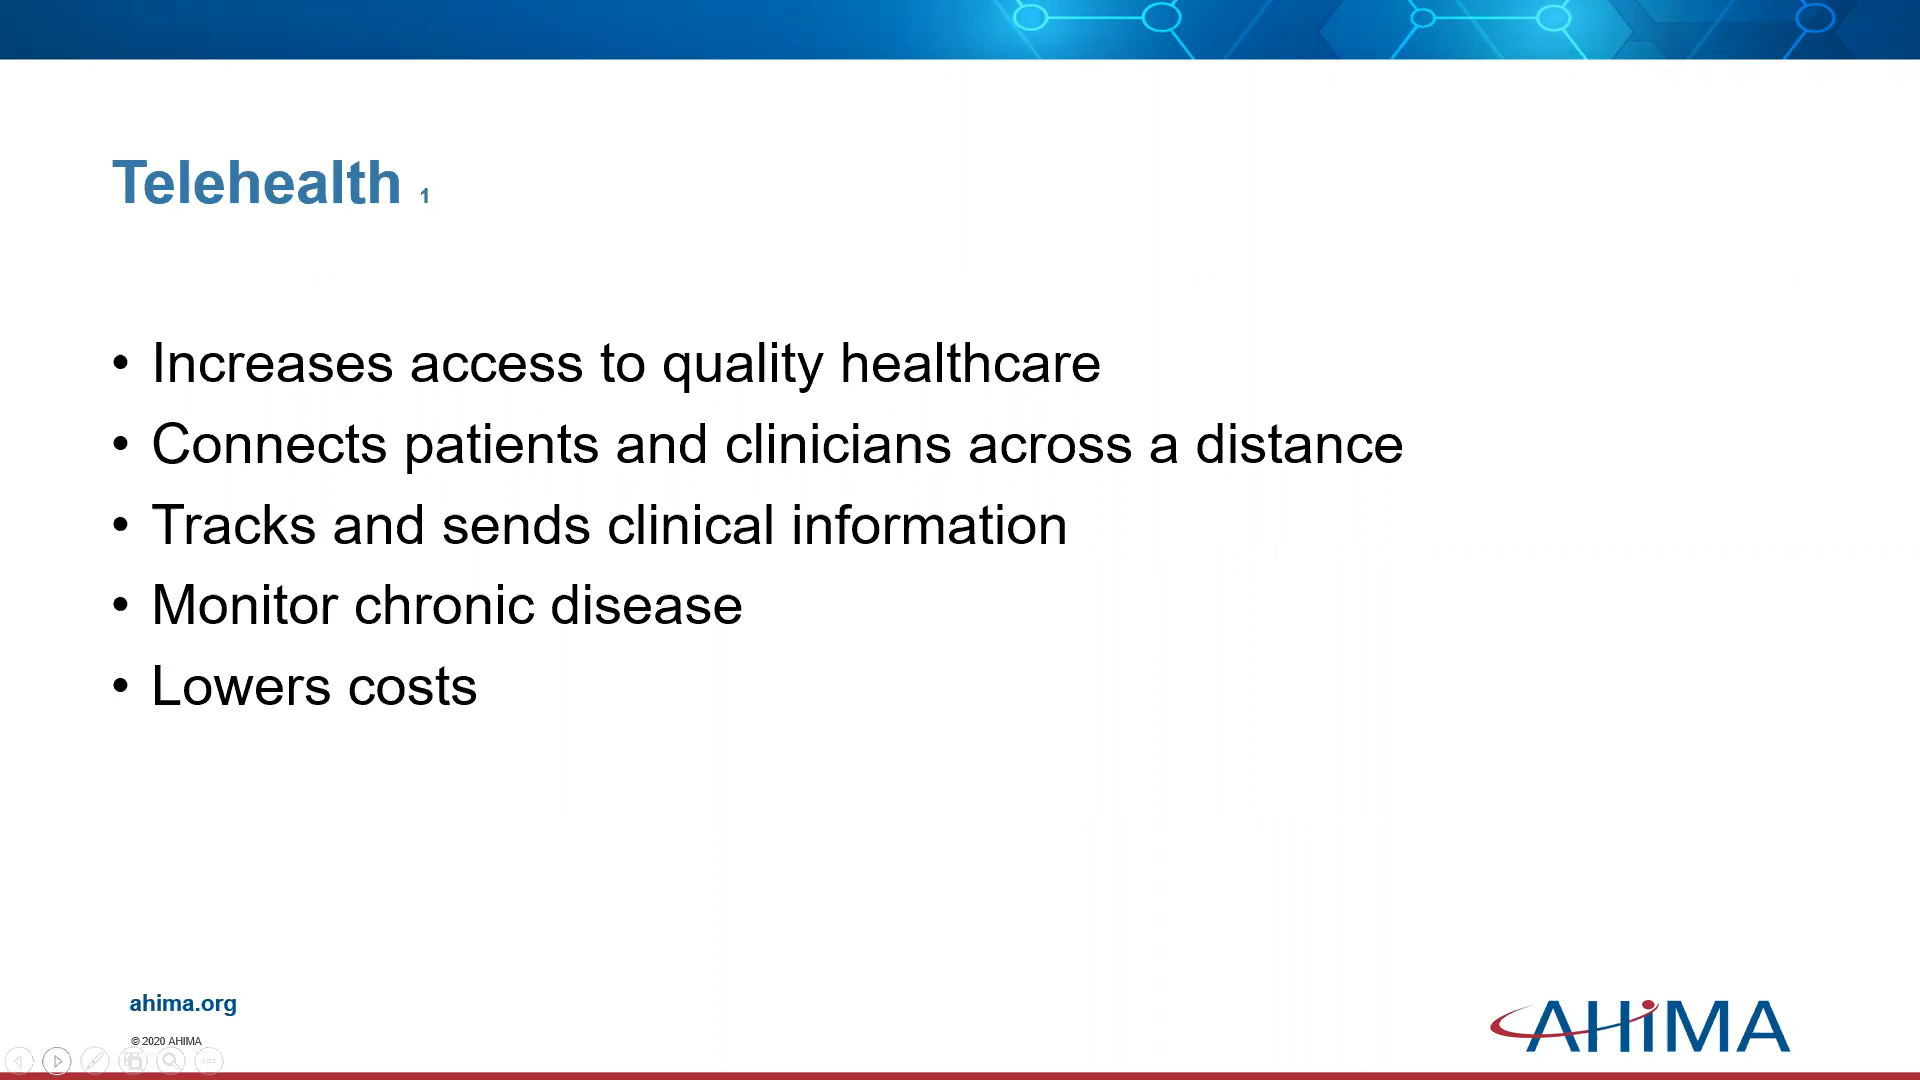 Telehealth 1
• Increases access to quality healthcare
• Connects patients and clinicians across a distance
• Tracks and sends clinical information
• Monitor chronic disease
• Lowers costs
ahima.org
© 2020 AHIMA
AHiMA